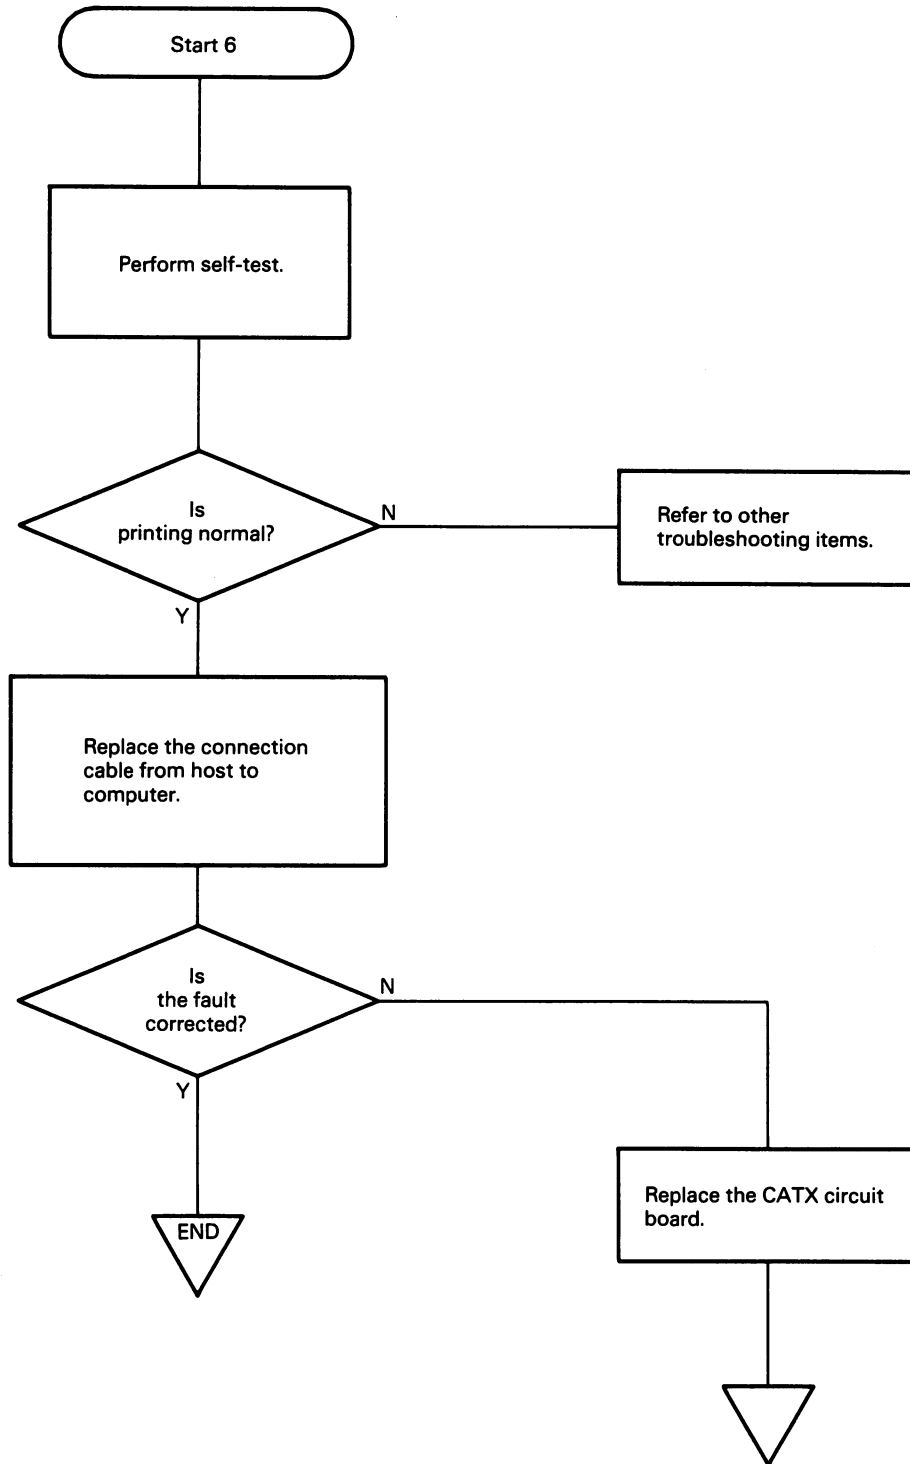 Start 6
Perform self-test.
Is
printing normal?
N
Refer to other
troubleshooting items.
Y
Replace the connection
cable from host to
computer.
Is
the fault
corrected?
N
Y
Replace the CATX circuit
board.
END